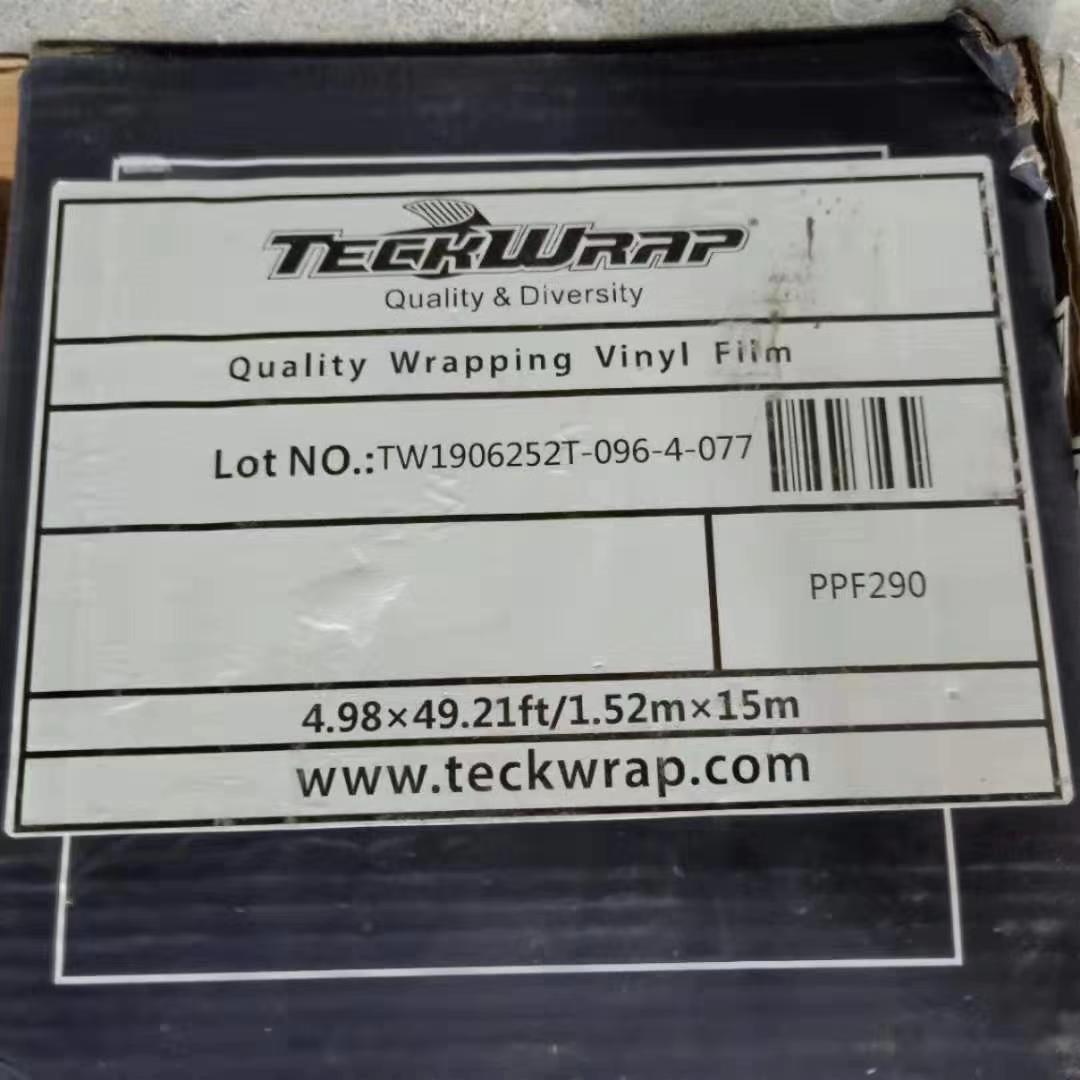 TECKWRAP®
Quality & Diversity
Quality Wrapping Vinyl Film
Lot NO.:TW1906252T-096-4-077
PPF290
4.98×49.21ft/1.52m×15m
www.teckwrap.com